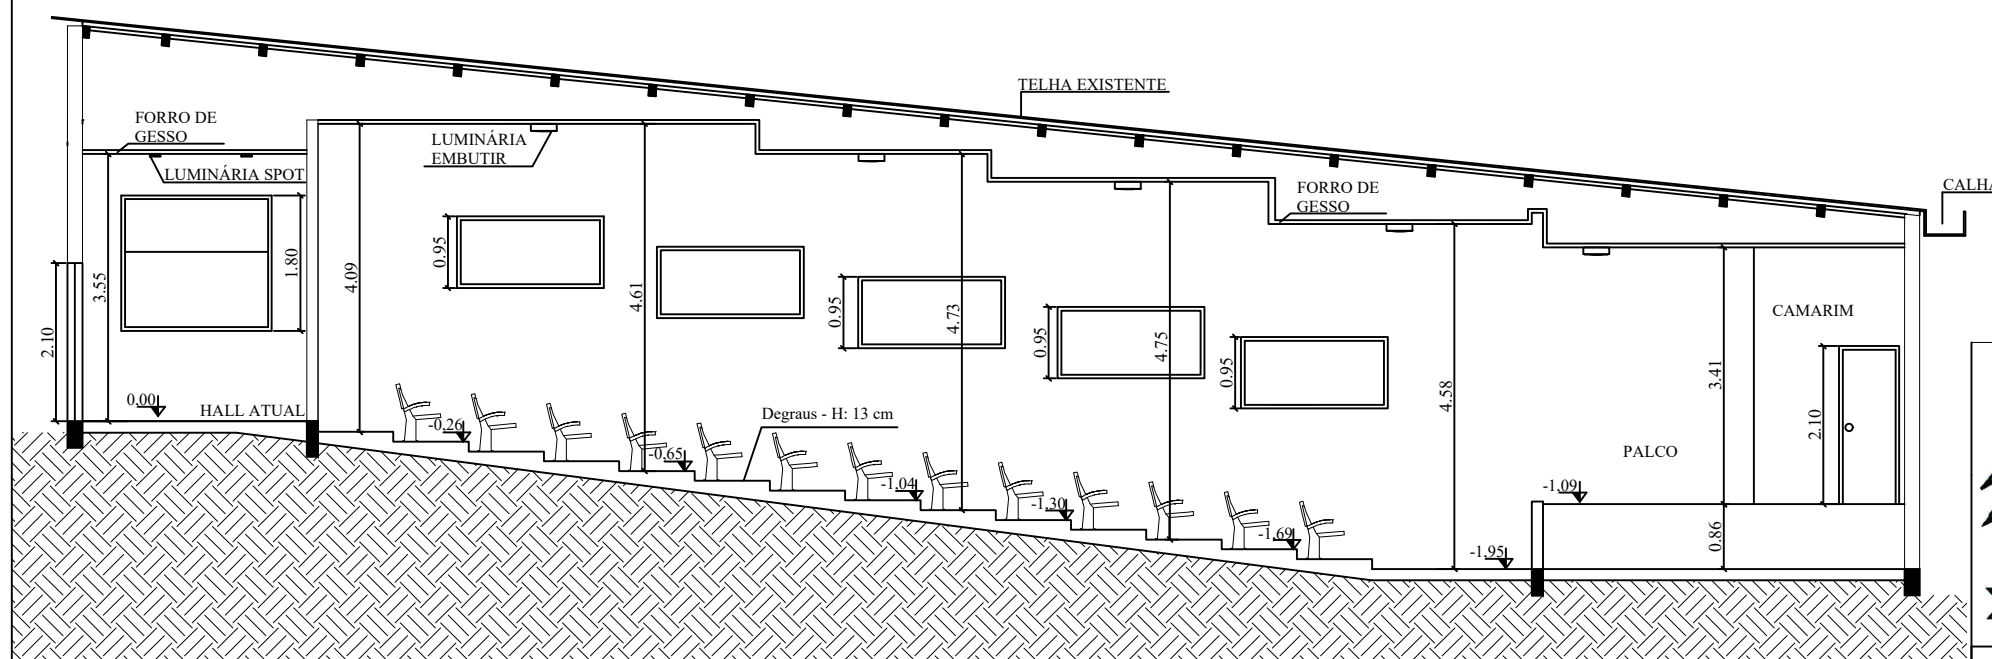 TELHA EXISTENTE
FORRO DE
GESSO
LUMINÁRIA
EMBUTIR
LUMINÁRIA SPOT
FORRO DE
GESSO
CALHA
2.10
3.55
1.80
4.09
0.95
4.61
0.95
4.73
0.95
4.75
0.95
4.58
3.41
CAMARIM
2.10
0,00
HALL ATUAL
Degraus - H: 13 cm
-0,26
-0,65
-1,04
-1,30
-1,69
-1,95
PALCO
-1,09
0.86